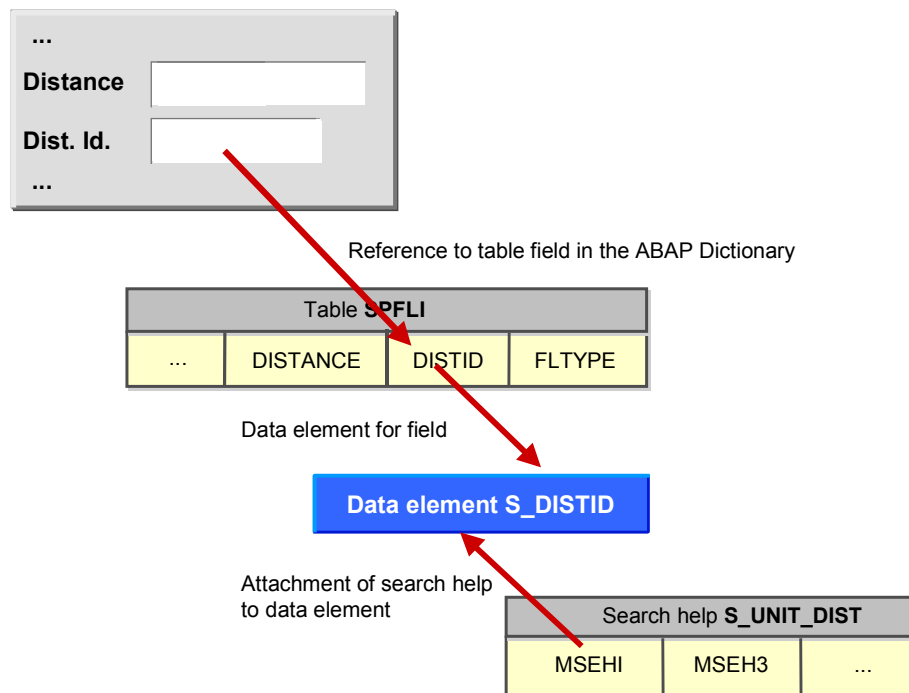 ...
Distance
Dist. Id.
...
Reference to table field in the ABAP Dictionary
Table SPFLI
... DISTANCE DISTID FLTYPE
Data element for field
Data element S_DISTID
Attachment of search help
to data element
Search help S_UNIT_DIST
MSEHI MSEH3 ...